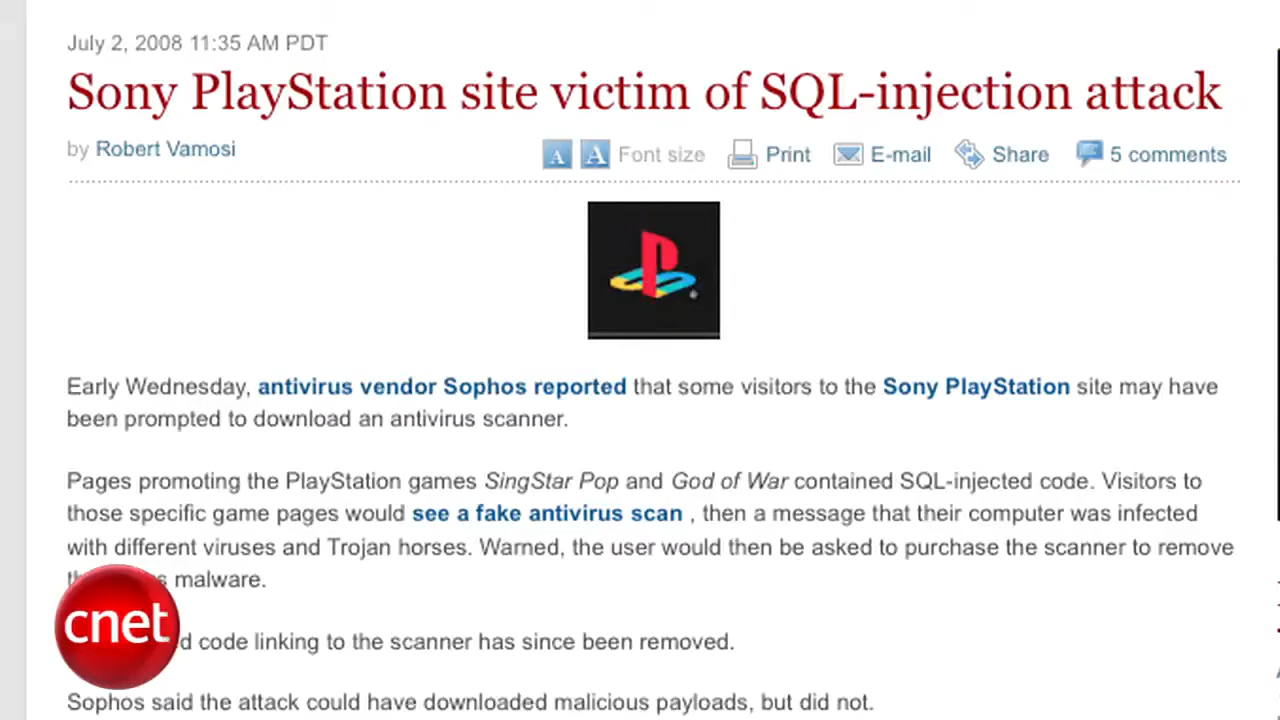 July 2, 2008 11:35 AM PDT
Sony PlayStation site victim of SQL-injection attack
by Robert Vamosi
A A Font size Print E-mail Share 5 comments
Early Wednesday, antivirus vendor Sophos reported that some visitors to the Sony PlayStation site may have
been prompted to download an antivirus scanner.
Pages promoting the PlayStation games SingStar Pop and God of War contained SQL-injected code. Visitors to
those specific game pages would see a fake antivirus scan , then a message that their computer was infected
with different viruses and Trojan horses. Warned, the user would then be asked to purchase the scanner to remove
malware.
code linking to the scanner has since been removed.
Sophos said the attack could have downloaded malicious payloads, but did not.
cnet